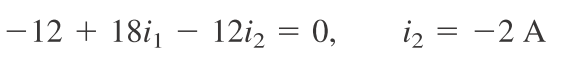 −12 + 18i₁ − 12i₂ = 0,   i₂ = −2 A